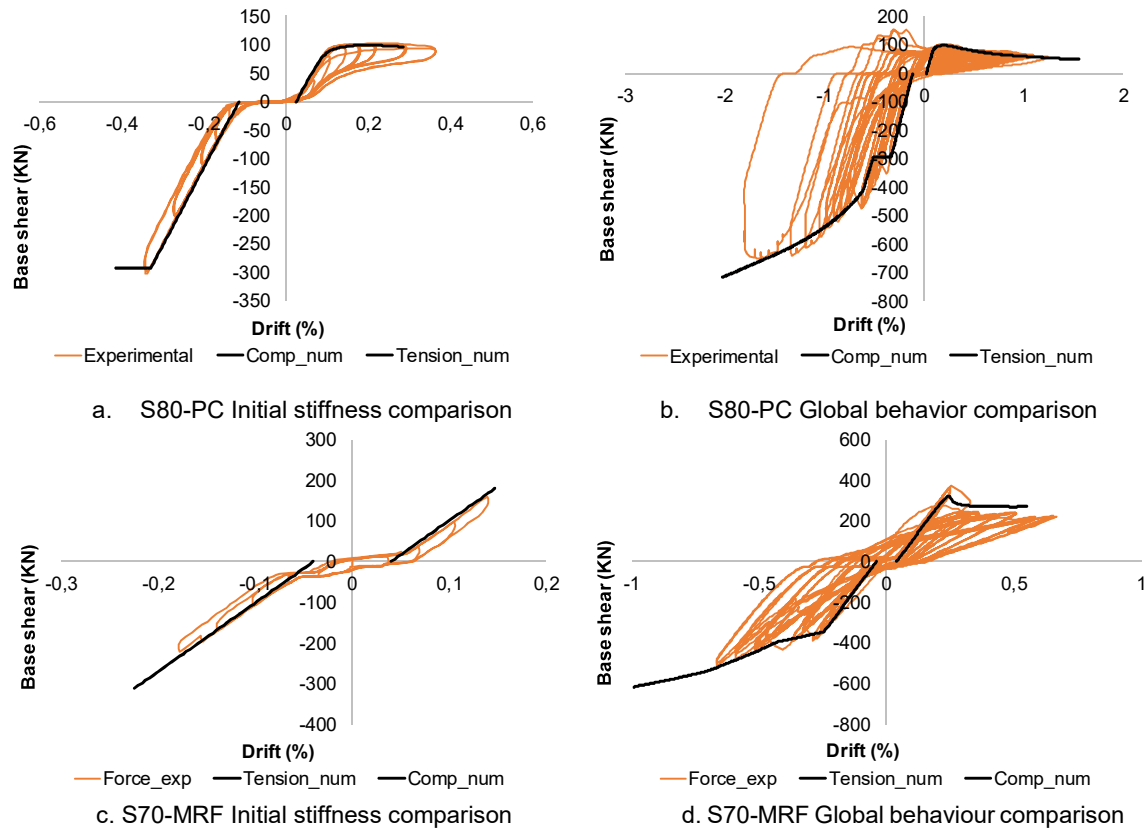 150
100
50
0
-50
-100
-150
-200
-250
-300
-350
-0,6 -0,4 -0,2 0 0,2 0,4 0,6
Base shear (KN)
Drift (%)
Experimental Comp_num Tension_num
a. S80-PC Initial stiffness comparison
200
100
0
-100
-200
-300
-400
-500
-600
-700
-800
-3 -2 -1 0 1 2
Base shear (KN)
Drift (%)
Experimental Comp_num Tension_num
b. S80-PC Global behavior comparison
300
200
100
0
-100
-200
-300
-400
-0,3 -0,2 -0,1 0 0,1 0,2
Base shear (KN)
Drift (%)
Force_exp Tension_num Comp_num
c. S70-MRF Initial stiffness comparison
600
400
200
0
-200
-400
-600
-800
-1 -0,5 0 0,5 1
Base shear (KN)
Drift (%)
Force_exp Tension_num Comp_num
d. S70-MRF Global behaviour comparison